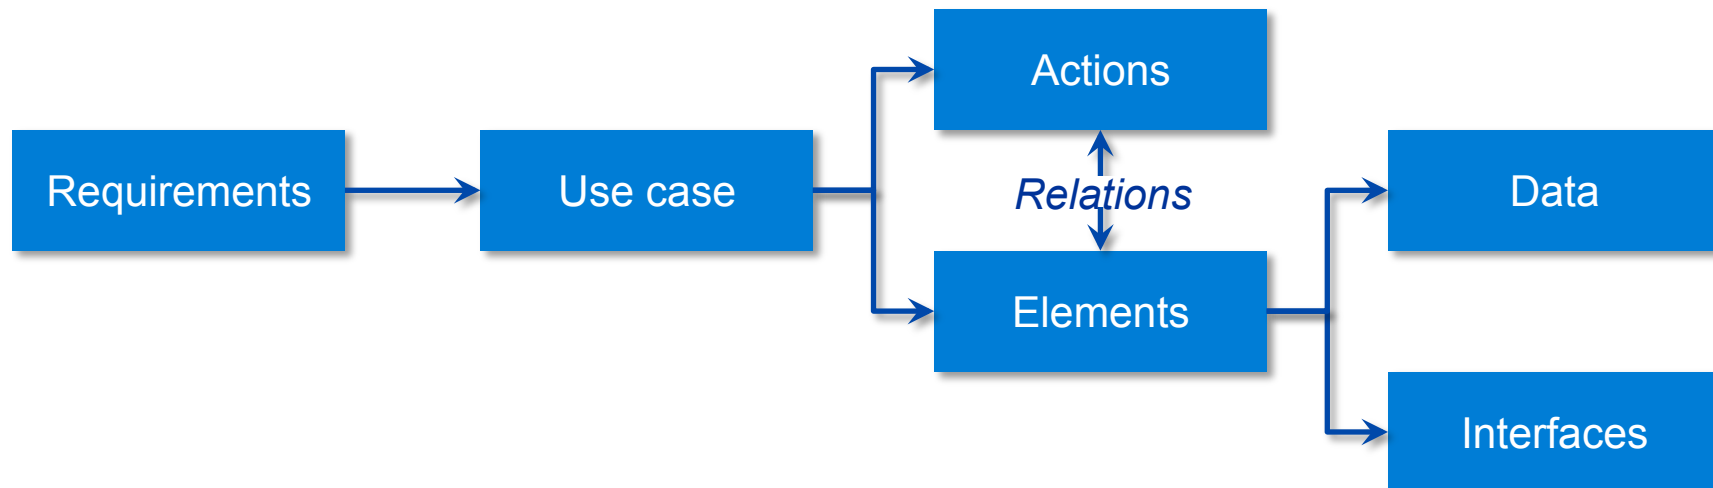 Requirements
Use case
Actions
Relations
Elements
Data
Interfaces